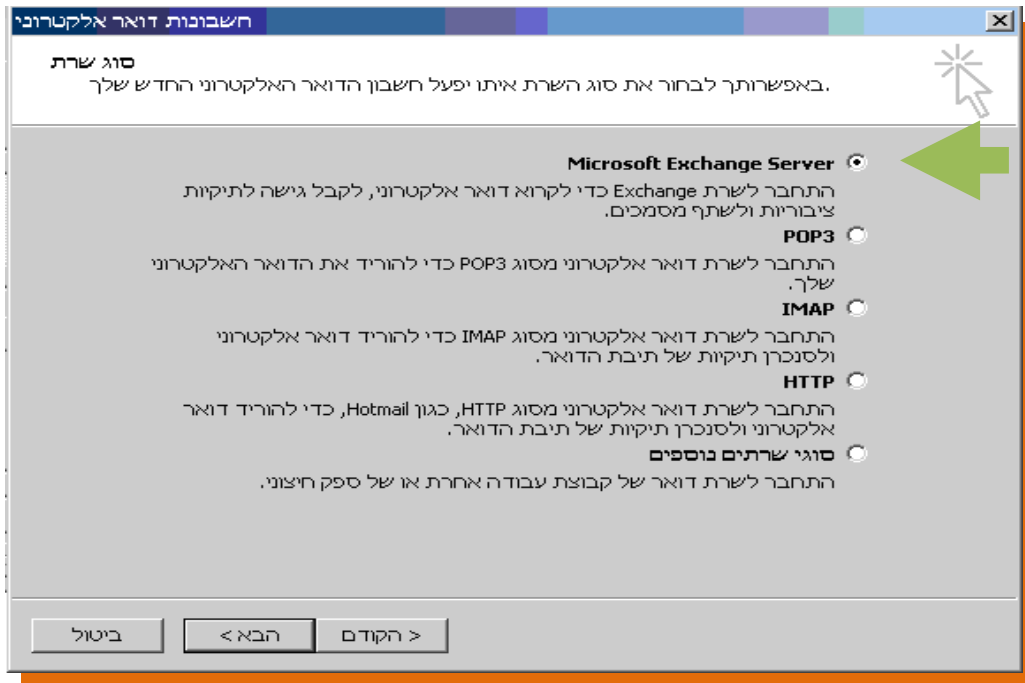 חשבונות דואר אלקטרוני
סוג שרת
באפשרותך לבחור את סוג השרת איתו יפעל חשבון הדואר האלקטרוני החדש שלך.
Microsoft Exchange Server
התחבר לשרת Exchange כדי לקרוא דואר אלקטרוני, לקבל גישה לתיקיות
ציבוריות ולשתף מסמכים.
POP3
התחבר לשרת דואר אלקטרוני מסוג POP3 כדי להוריד את הדואר האלקטרוני
שלך.
IMAP
התחבר לשרת דואר אלקטרוני מסוג IMAP כדי להוריד דואר אלקטרוני
ולסנכרן תיקיות של תיבת הדואר.
HTTP
התחבר לשרת דואר אלקטרוני מסוג HTTP, כגון Hotmail, כדי להוריד דואר
אלקטרוני ולסנכרן תיקיות של תיבת הדואר.
סוגי שרתים נוספים
התחבר לשרת דואר של קבוצת עבודה אחרת או של ספק חיצוני.
< הקודם
הבא >
ביטול